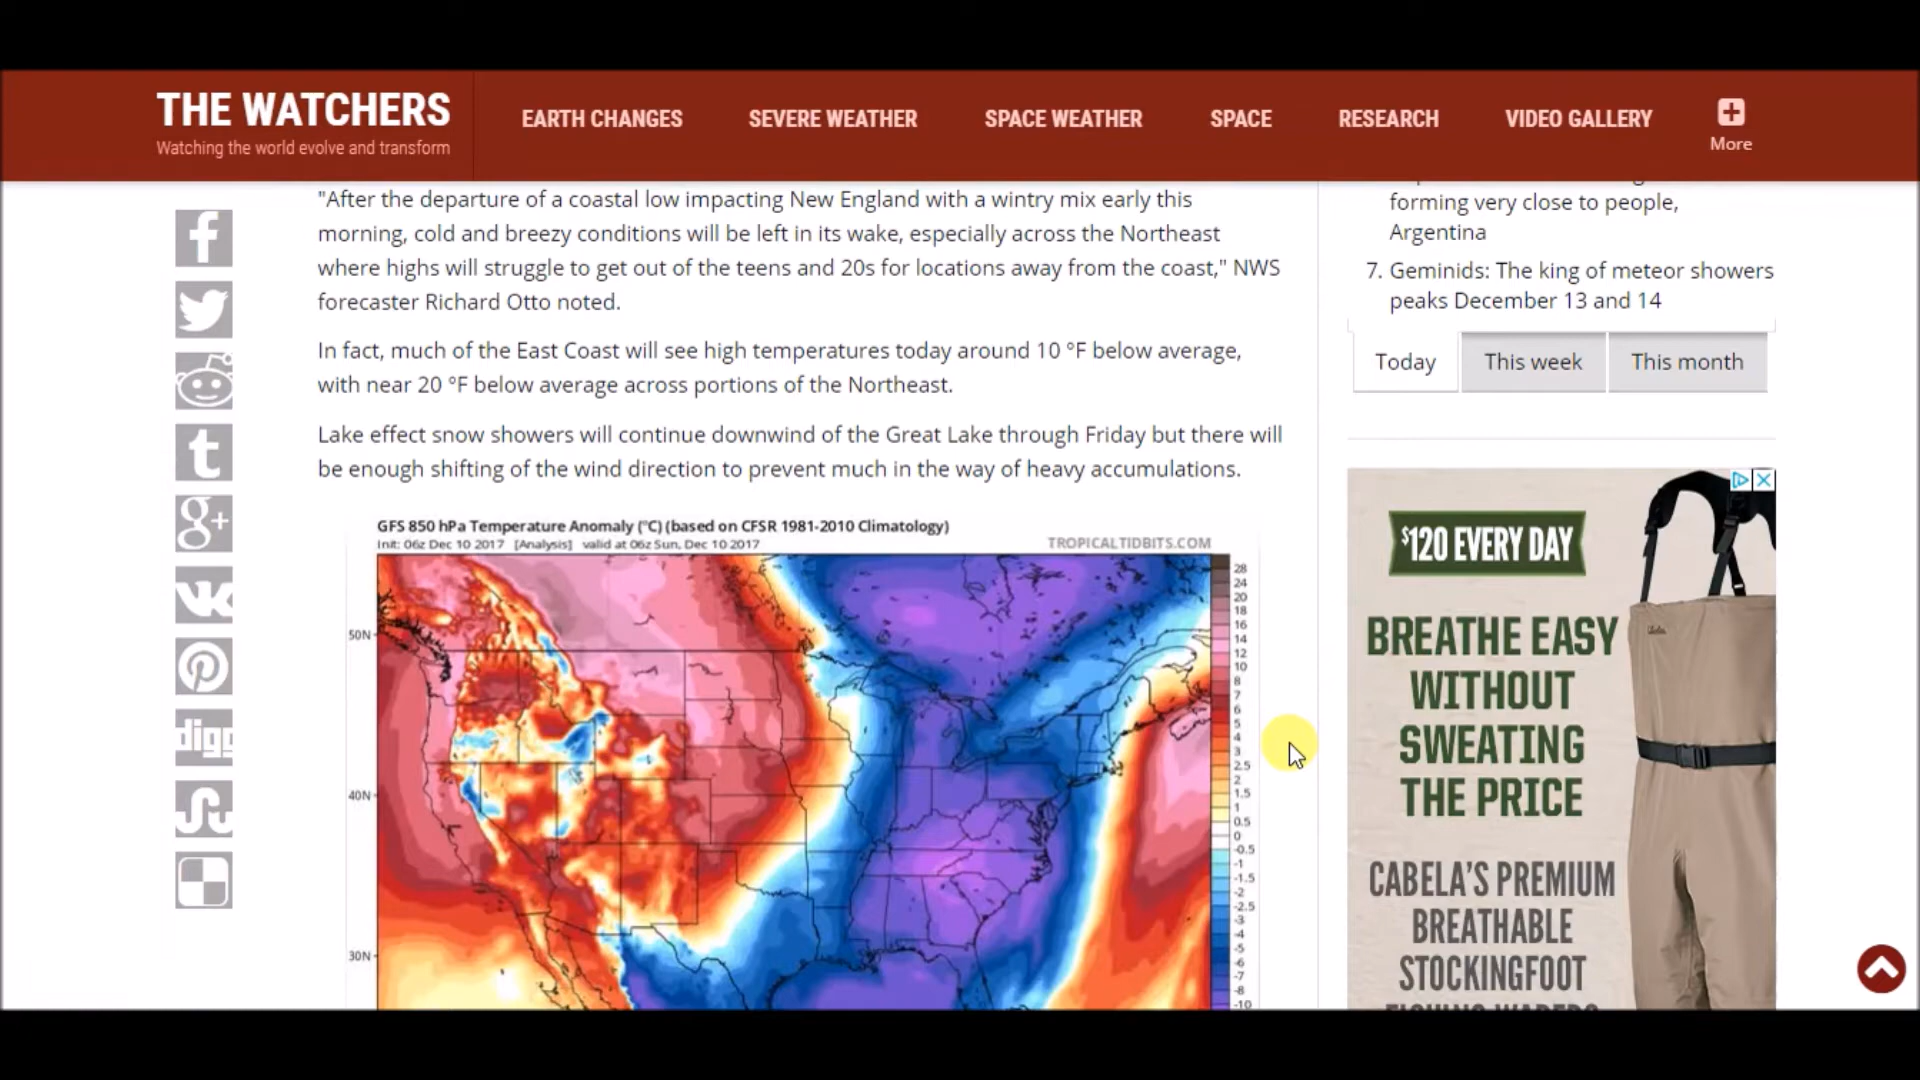 THE WATCHERS
Watching the world evolve and transform
EARTH CHANGES
SEVERE WEATHER
SPACE WEATHER
SPACE
RESEARCH
VIDEO GALLERY
More
"After the departure of a coastal low impacting New England with a wintry mix early this
morning, cold and breezy conditions will be left in its wake, especially across the Northeast
where highs will struggle to get out of the teens and 20s for locations away from the coast," NWS
forecaster Richard Otto noted.
In fact, much of the East Coast will see high temperatures today around 10 °F below average,
with near 20 °F below average across portions of the Northeast.
Lake effect snow showers will continue downwind of the Great Lake through Friday but there will
be enough shifting of the wind direction to prevent much in the way of heavy accumulations.
GFS 850 hPa Temperature Anomaly (°C) (based on CFSR 1981-2010 Climatology)
Init: 06z Dec 10 2017 [Analysis] valid at 06z Sun, Dec 10 2017
TROPICALTIDBITS.COM
50N
40N
30N
28
24
20
18
16
14
12
10
8
7
6
5
4
3
2.5
2
1.5
1
0.5
0
-0.5
-1
-1.5
-2
-2.5
-3
-4
-5
-6
-7
-8
-10
forming very close to people,
Argentina
7. Geminids: The king of meteor showers
peaks December 13 and 14
Today
This week
This month
$120 EVERY DAY
BREATHE EASY
WITHOUT
SWEATING
THE PRICE
CABELA'S PREMIUM
BREATHABLE
STOCKINGFOOT
f
t
g+
digg